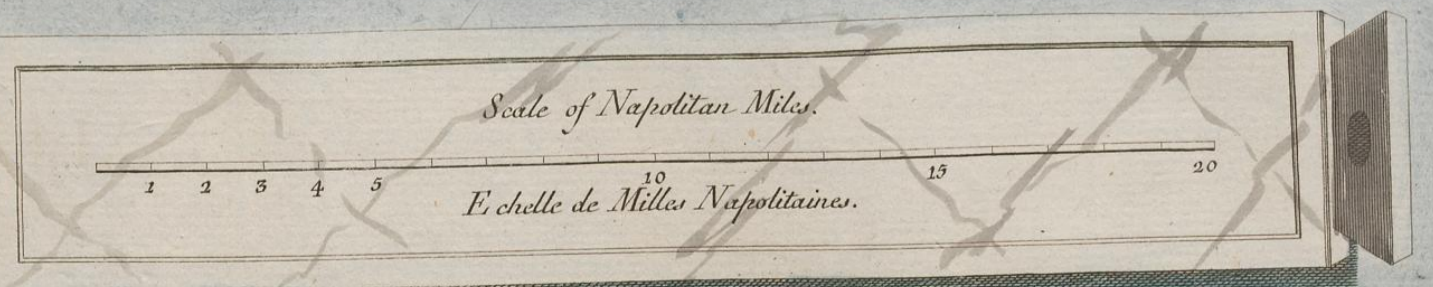 Scale of Napolitan Miles.
1 2 3 4 5 10 15 20
Echelle de Milles Napolitaines.